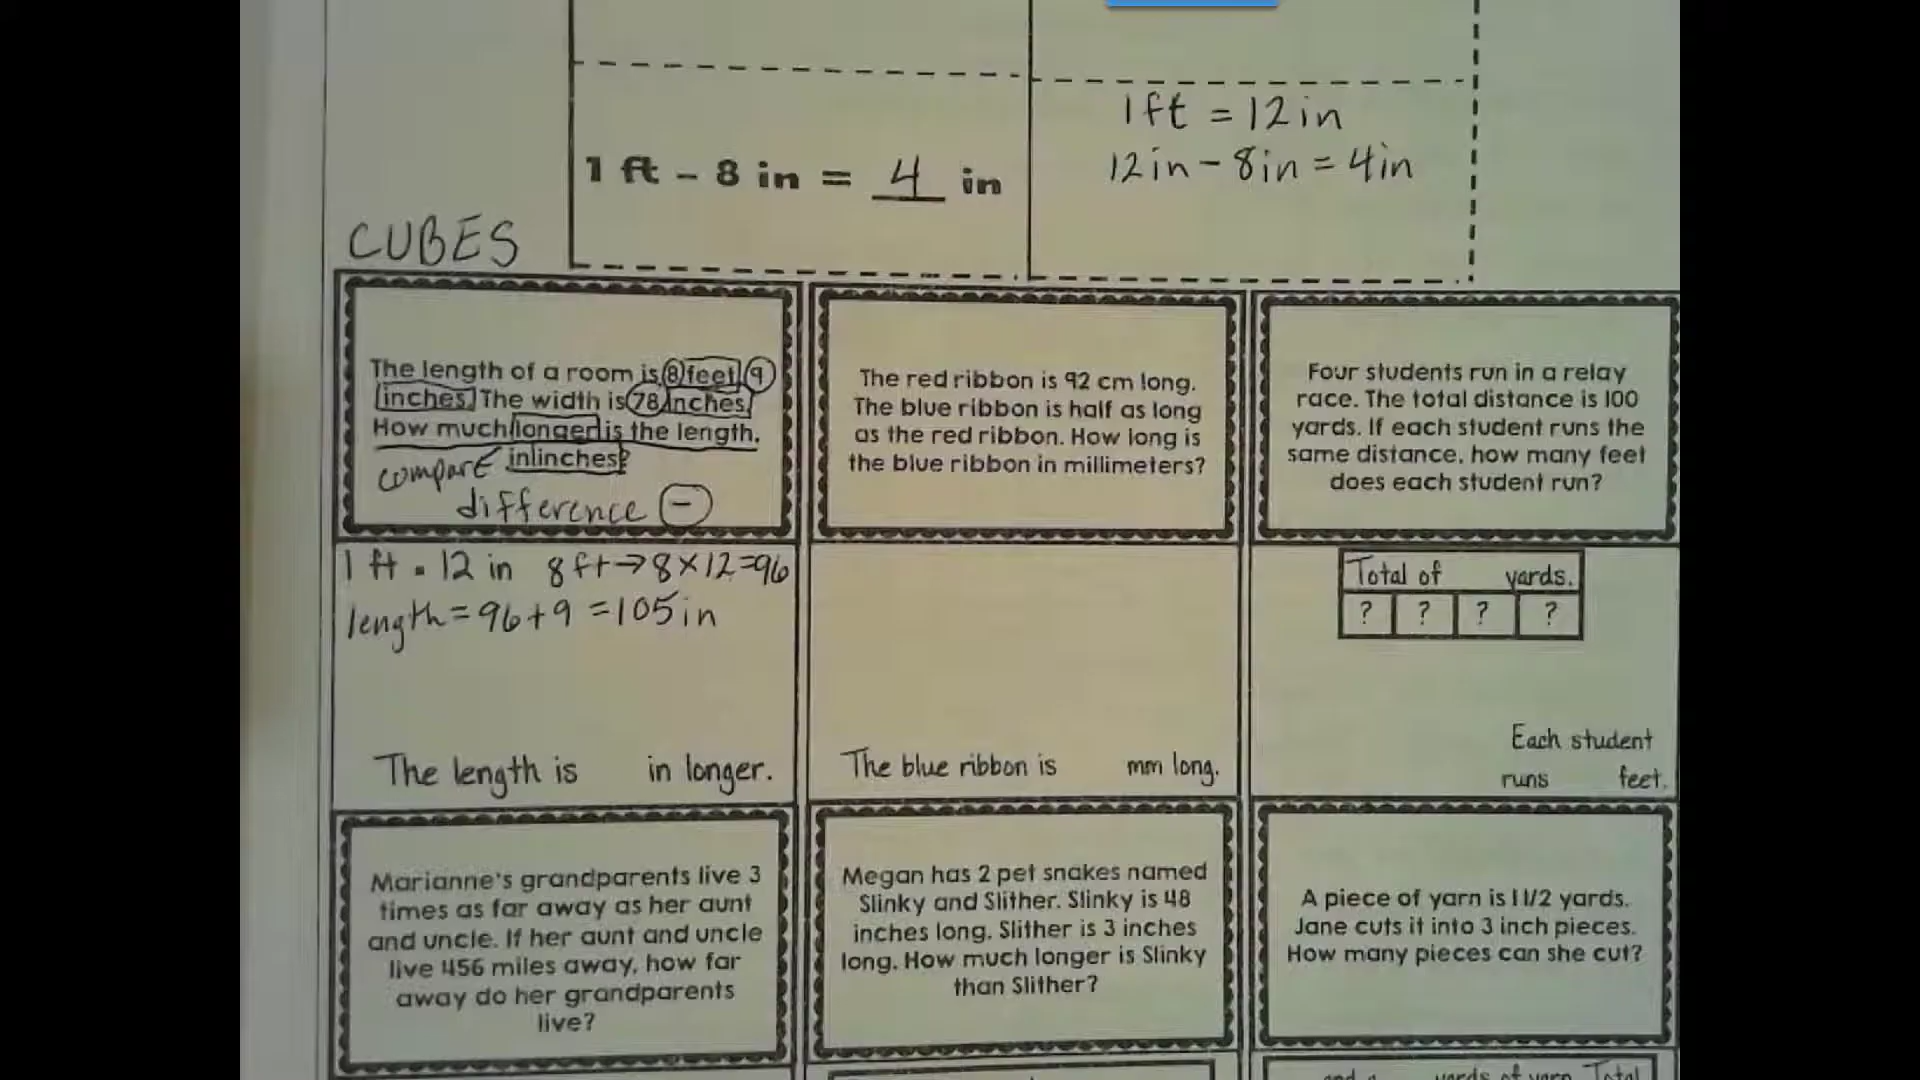 1 ft = 12 in
12 in - 8 in = 4 in
1 ft - 8 in = 4 in
CUBES
The length of a room is 8 feet 9
inches. The width is 78 inches.
How much longer is the length.
in inches?
compare
difference -
The red ribbon is 92 cm long.
The blue ribbon is half as long
as the red ribbon. How long is
the blue ribbon in millimeters?
Four students run in a relay
race. The total distance is 100
yards. If each student runs the
same distance, how many feet
does each student run?
1 ft = 12 in 8 ft → 8 × 12 = 96
length = 96 + 9 = 105 in
The length is in longer.
The blue ribbon is mm long.
Total of yards.
? ? ? ?
Each student
runs feet.
Marianne's grandparents live 3
times as far away as her aunt
and uncle. If her aunt and uncle
live 456 miles away, how far
away do her grandparents
live?
Megan has 2 pet snakes named
Slinky and Slither. Slinky is 48
inches long. Slither is 3 inches
long. How much longer is Slinky
than Slither?
A piece of yarn is 1 1/2 yards.
Jane cuts it into 3 inch pieces.
How many pieces can she cut?
yards of yarn. Total